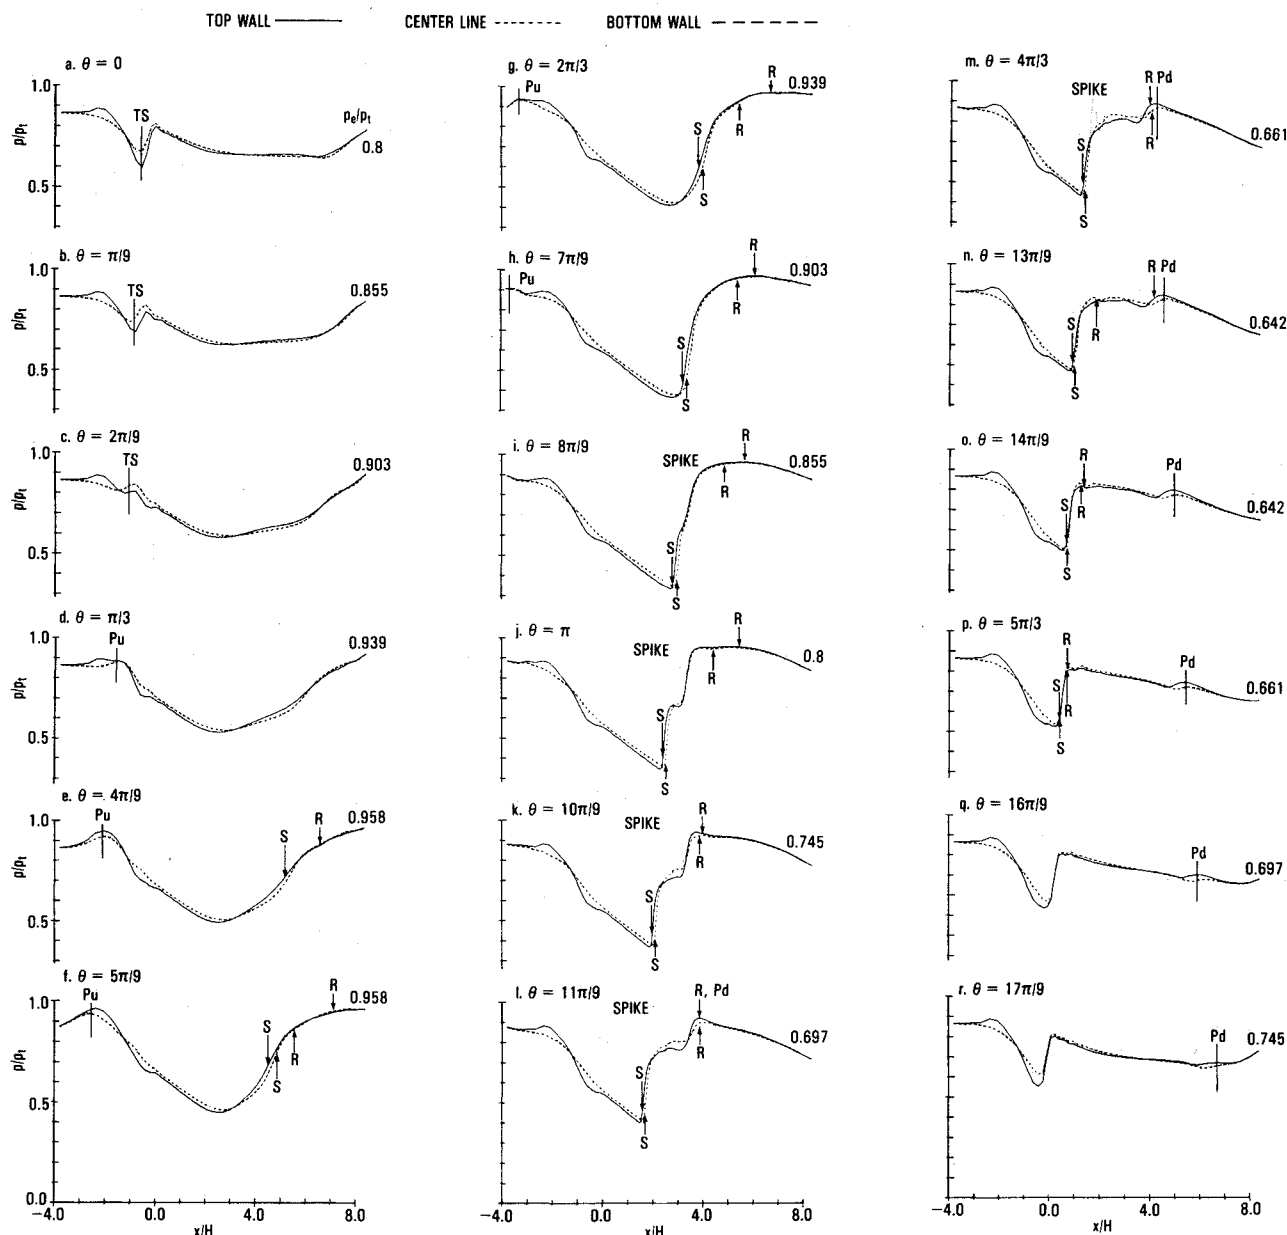 TOP WALL CENTER LINE BOTTOM WALL
a. θ = 0
1.0
TS
pe/pt
0.8
p/pt
0.5
b. θ = π/9
1.0
TS
0.855
p/pt
0.5
c. θ = 2π/9
1.0
TS
0.903
p/pt
0.5
d. θ = π/3
1.0
Pu
0.939
p/pt
0.5
e. θ = 4π/9
1.0
Pu
S
R
0.958
p/pt
0.5
f. θ = 5π/9
1.0
Pu
S
S
R
R
0.958
p/pt
0.5
0.0
−4.0 0.0 4.0 8.0
x/H
g. θ = 2π/3
Pu
S
S
R
R
0.939
h. θ = 7π/9
Pu
S
S
R
R
0.903
i. θ = 8π/9
SPIKE
S
S
R
R
0.855
j. θ = π
SPIKE
S
S
R
R
0.8
k. θ = 10π/9
SPIKE
S
S
R
R
0.745
l. θ = 11π/9
SPIKE
S
S
R, Pd
R
0.697
−4.0 0.0 4.0 8.0
x/H
m. θ = 4π/3
SPIKE
S
S
R Pd
R
0.661
n. θ = 13π/9
S
S
R
R Pd
0.642
o. θ = 14π/9
S
S
R
R
Pd
0.642
p. θ = 5π/3
S
S
R
R
Pd
0.661
q. θ = 16π/9
Pd
0.697
r. θ = 17π/9
Pd
0.745
−4.0 0.0 4.0 8.0
x/H